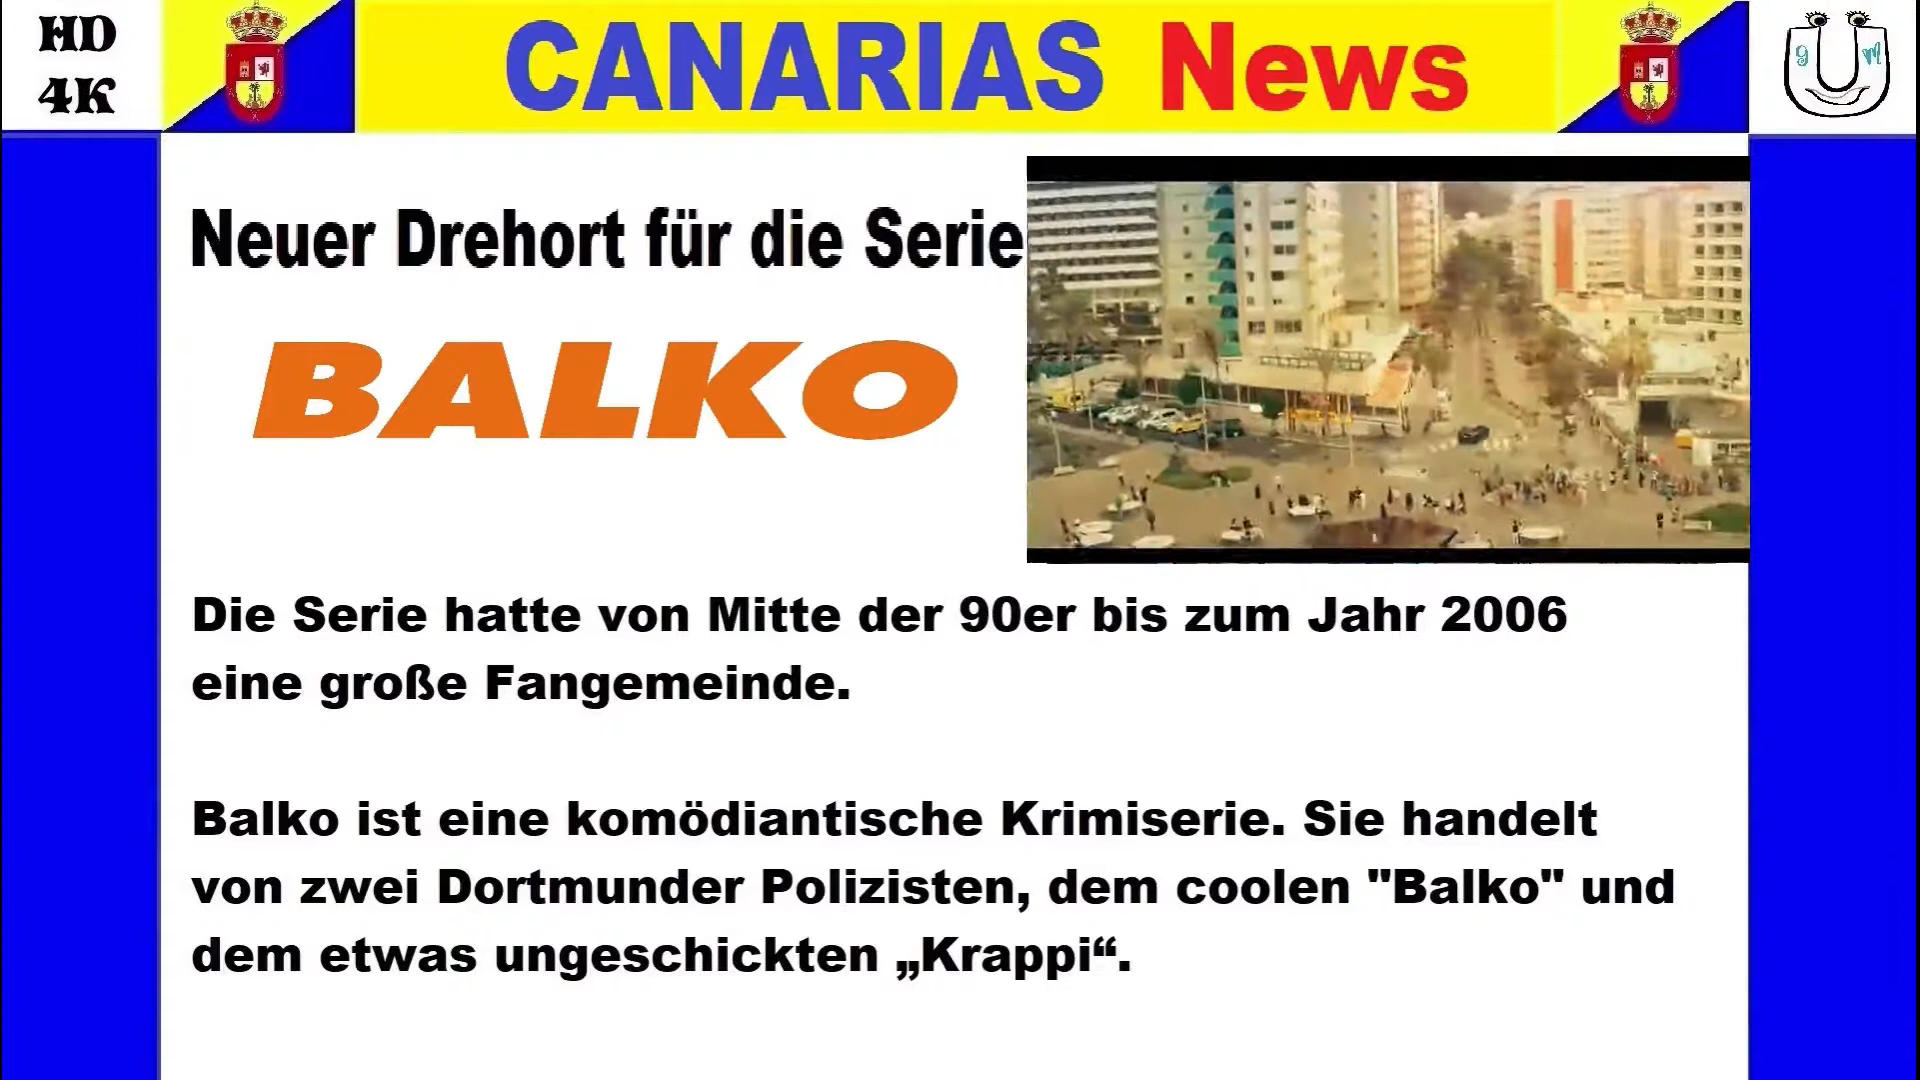 HD
4K
CANARIAS News
g Ü M
Neuer Drehort für die Serie
BALKO
Die Serie hatte von Mitte der 90er bis zum Jahr 2006
eine große Fangemeinde.
Balko ist eine komödiantische Krimiserie. Sie handelt
von zwei Dortmunder Polizisten, dem coolen "Balko" und
dem etwas ungeschickten „Krappi“.